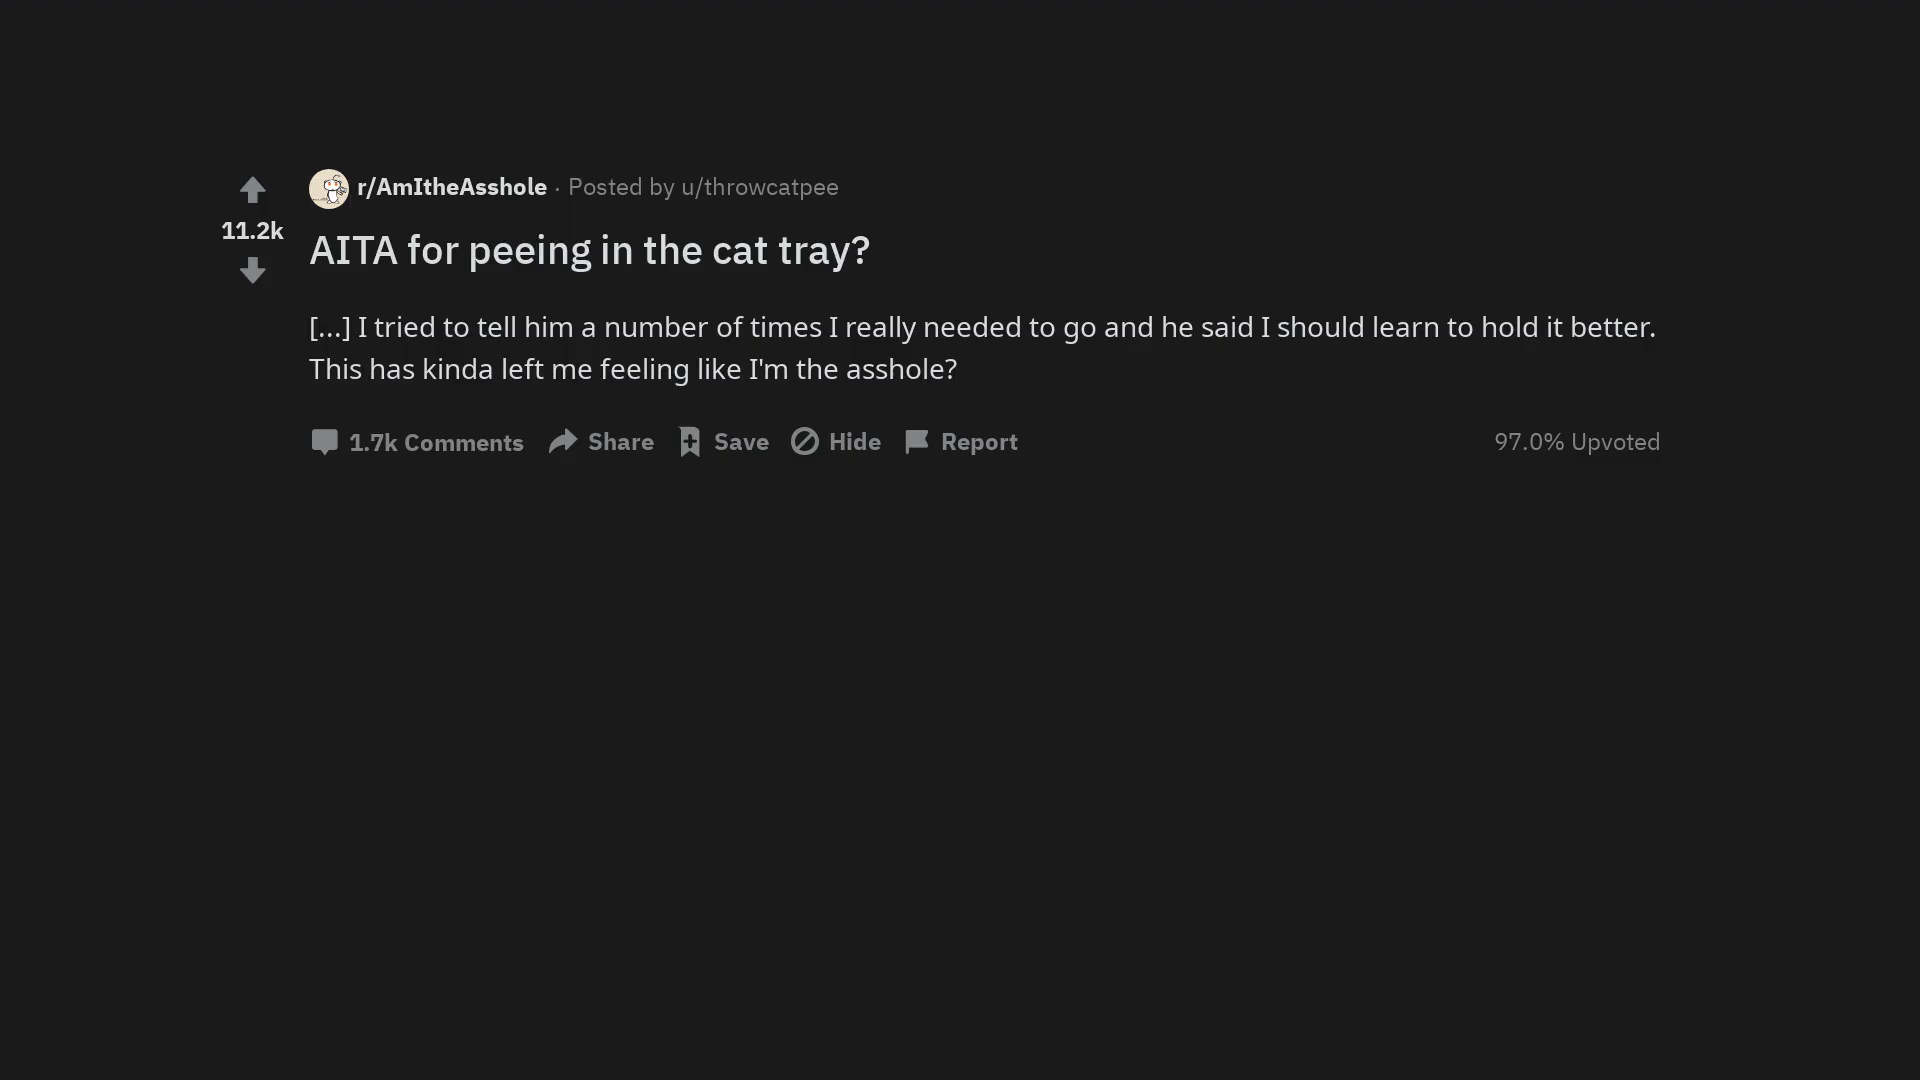 r/AmItheAsshole · Posted by u/throwcatpee
11.2k
AITA for peeing in the cat tray?
[...] I tried to tell him a number of times I really needed to go and he said I should learn to hold it better.
This has kinda left me feeling like I'm the asshole?
1.7k Comments Share Save Hide Report 97.0% Upvoted